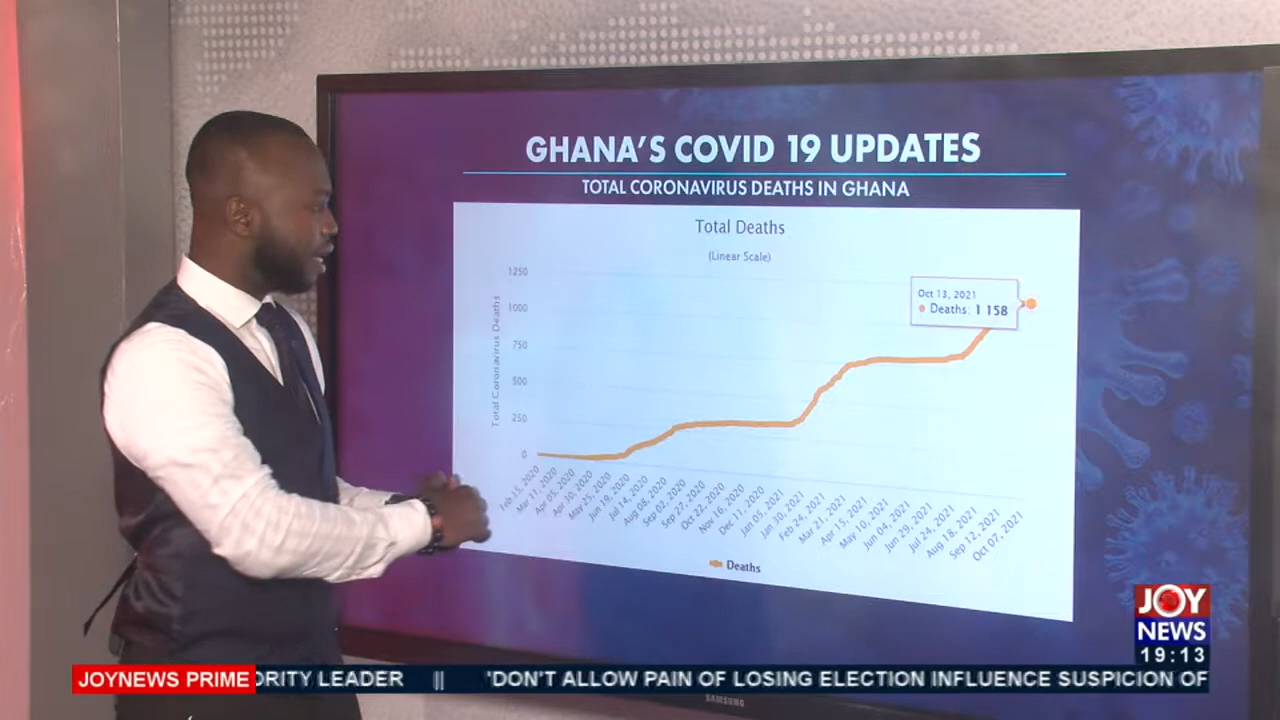 GHANA'S COVID 19 UPDATES
TOTAL CORONAVIRUS DEATHS IN GHANA
Total Deaths
(Linear Scale)
Total Coronavirus Deaths
1250
1000
750
500
250
0
Oct 13, 2021
Deaths: 1 158
Feb 15, 2020
Mar 11, 2020
Apr 05, 2020
Apr 30, 2020
May 25, 2020
Jun 19, 2020
Jul 14, 2020
Aug 08, 2020
Sep 02, 2020
Sep 27, 2020
Oct 22, 2020
Nov 16, 2020
Dec 11, 2020
Jan 05, 2021
Jan 30, 2021
Feb 24, 2021
Mar 21, 2021
Apr 15, 2021
May 10, 2021
Jun 04, 2021
Jun 29, 2021
Jul 24, 2021
Aug 18, 2021
Sep 12, 2021
Oct 07, 2021
Deaths
JOY
NEWS
19:13
JOYNEWS PRIME ORITY LEADER || 'DON'T ALLOW PAIN OF LOSING ELECTION INFLUENCE SUSPICION OF
SAMSUNG